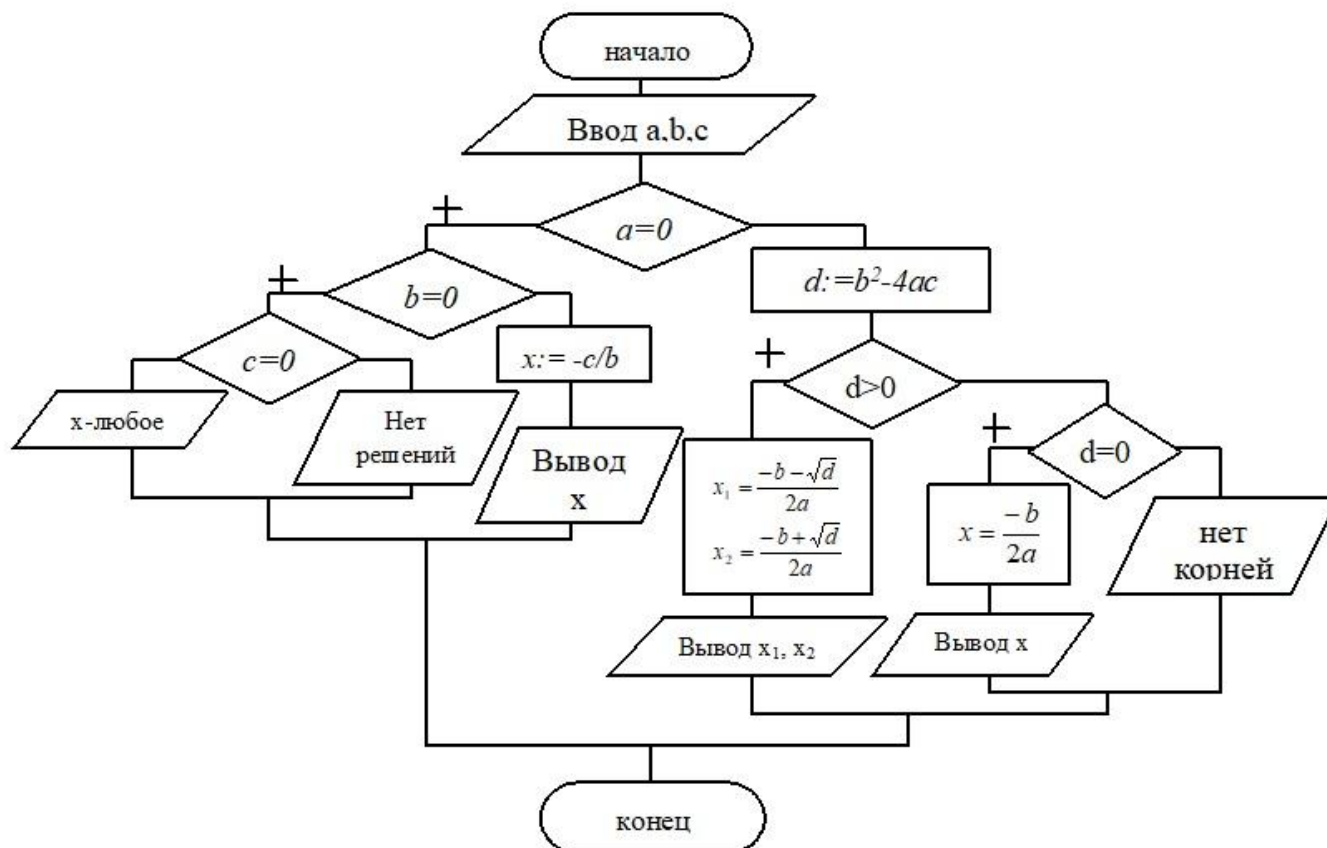 начало
Ввод a,b,c
+
a=0
+
b=0
d:=b²-4ac
c=0
x:= -c/b
+
d>0
x-любое
Нет
решений
Вывод
x
x₁ = (-b - √d) / 2a
x₂ = (-b + √d) / 2a
+
d=0
x = -b / 2a
нет
корней
Вывод x₁, x₂
Вывод x
конец